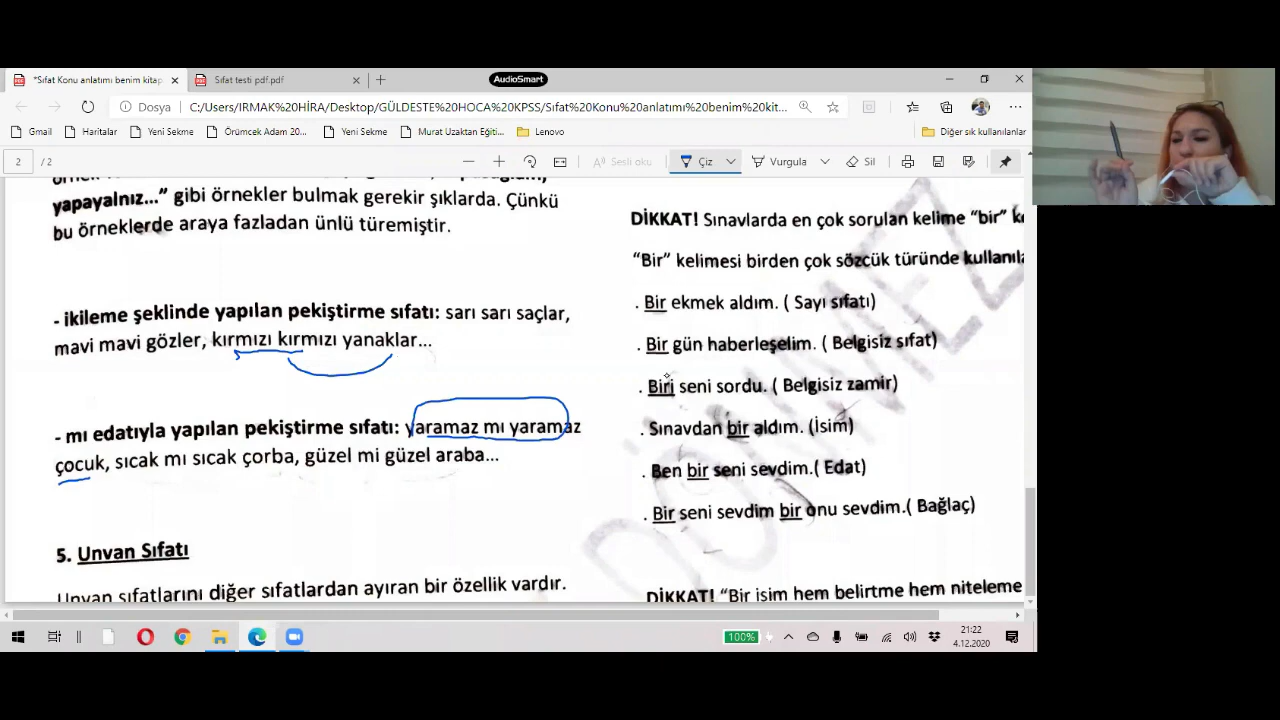 AudioSmart
*Sıfat Konu anlatımı benim kitap
Sıfat testi pdf.pdf
Dosya
C:/Users/IRMAK%20HİRA/Desktop/GÜLDESTE%20HOCA%20KPSS/Sıfat%20Konu%20anlatımı%20benim%20kit...
Gmail
Haritalar
Yeni Sekme
Örümcek Adam 20...
Yeni Sekme
Murat Uzaktan Eğiti...
Lenovo
Diğer sık kullanılanlar
2 / 2
Sesli oku
Çiz
Vurgula
Sil
yapayalnız...” gibi örnekler bulmak gerekir şıklarda. Çünkü
bu örneklerde araya fazladan ünlü türemiştir.
- ikileme şeklinde yapılan pekiştirme sıfatı: sarı sarı saçlar,
mavi mavi gözler, kırmızı kırmızı yanaklar...
- mı edatıyla yapılan pekiştirme sıfatı: yaramaz mı yaramaz
çocuk, sıcak mı sıcak çorba, güzel mi güzel araba...
5. Unvan Sıfatı
Unvan sıfatlarını diğer sıfatlardan ayıran bir özellik vardır.
DİKKAT! Sınavlarda en çok sorulan kelime “bir”
“Bir” kelimesi birden çok sözcük türünde
. Bir ekmek aldım. ( Sayı sıfatı)
. Bir gün haberleşelim. ( Belgisiz sıfat)
. Biri seni sordu. ( Belgisiz zamir)
. Sınavdan bir aldım. (İsim)
. Ben bir seni sevdim.( Edat)
. Bir seni sevdim bir onu sevdim.( Bağlaç)
DİKKAT! “Bir isim hem belirtme hem niteleme
DÖNMEZ
100%
21:22
4.12.2020